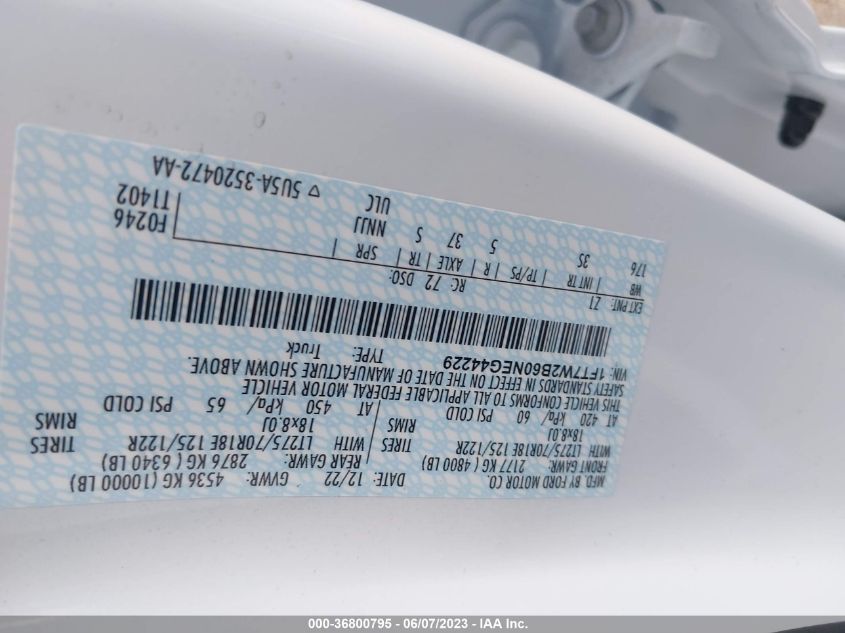 MFD. BY FORD MOTOR CO.
DATE: 12/22 GVWR: 4536 KG (10000 LB)
FRONT GAWR: 2177 KG (4800 LB)
REAR GAWR: 2876 KG (6340 LB)
WITH LT275/70R18E 125/122R TIRES
WITH LT275/70R18E 125/122R TIRES
18x8.0J RIMS
18x8.0J RIMS
AT 420 kPa/ 60 PSI COLD
AT 450 kPa/ 65 PSI COLD
THIS VEHICLE CONFORMS TO ALL APPLICABLE FEDERAL MOTOR VEHICLE
SAFETY STANDARDS IN EFFECT ON THE DATE OF MANUFACTURE SHOWN ABOVE.
VIN: 1FT7W2B60NEG44229
TYPE: Truck
EXT PNT: Z1 RC: 72 DSO:
WB | INT TR | TP/PS | R | AXLE | TR | SPR
176 3S 5 37 S NNJJ ULC
F0246
T1402
▽ 5U5A-3520472-AA
000-36800795 - 06/07/2023 - IAA Inc.